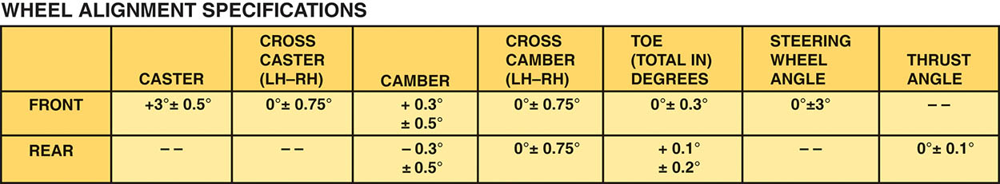 WHEEL ALIGNMENT SPECIFICATIONS
CASTER
CROSS
CASTER
(LH–RH)
CAMBER
CROSS
CAMBER
(LH–RH)
TOE
(TOTAL IN)
DEGREES
STEERING
WHEEL
ANGLE
THRUST
ANGLE
FRONT
+3°± 0.5°
0°± 0.75°
+ 0.3°
± 0.5°
0°± 0.75°
0°± 0.3°
0°±3°
– –
REAR
– –
– –
– 0.3°
± 0.5°
0°± 0.75°
+ 0.1°
± 0.2°
– –
0°± 0.1°